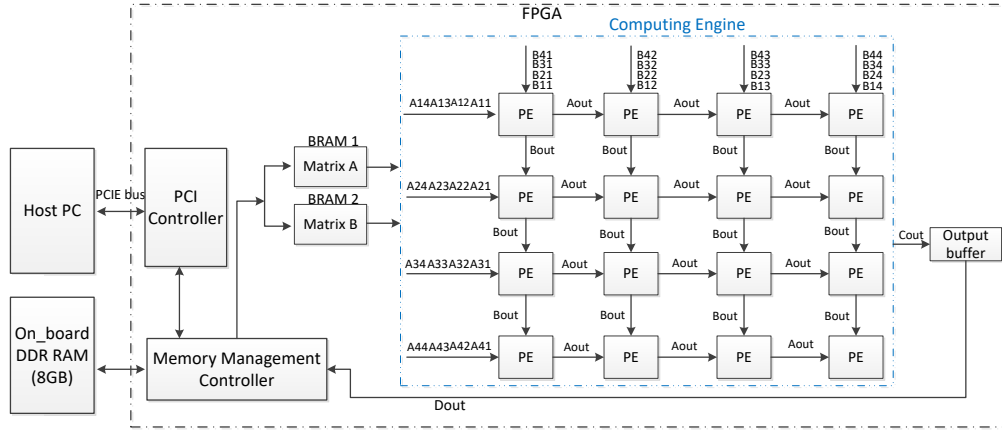 FPGA
Computing Engine
B41
B31
B21
B11
B42
B32
B22
B12
B43
B33
B23
B13
B44
B34
B24
B14
A14A13A12A11
PE
Aout
PE
Aout
PE
Aout
PE
Bout
Bout
Bout
Bout
BRAM 1
Matrix A
BRAM 2
Matrix B
Host PC
PCIE bus
PCI
Controller
A24A23A22A21
PE
Aout
PE
Aout
PE
Aout
PE
Bout
Bout
Bout
Bout
Cout
Output
buffer
A34A33A32A31
PE
Aout
PE
Aout
PE
Aout
PE
Bout
Bout
Bout
Bout
On_board
DDR RAM
(8GB)
Memory Management
Controller
A44A43A42A41
PE
Aout
PE
Aout
PE
Aout
PE
Dout